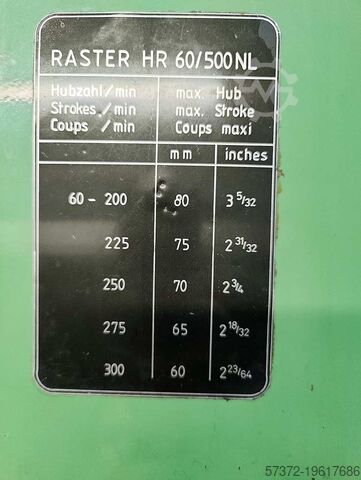 RASTER HR 60/500 NL
Hubzahl/min max. Hub
Strokes/min max. Stroke
Coups /min Coups maxi
mm inches
60-200 80 3 5/32
225 75 2 31/32
250 70 2 3/4
275 65 2 18/32
300 60 2 23/64
57372-19617686